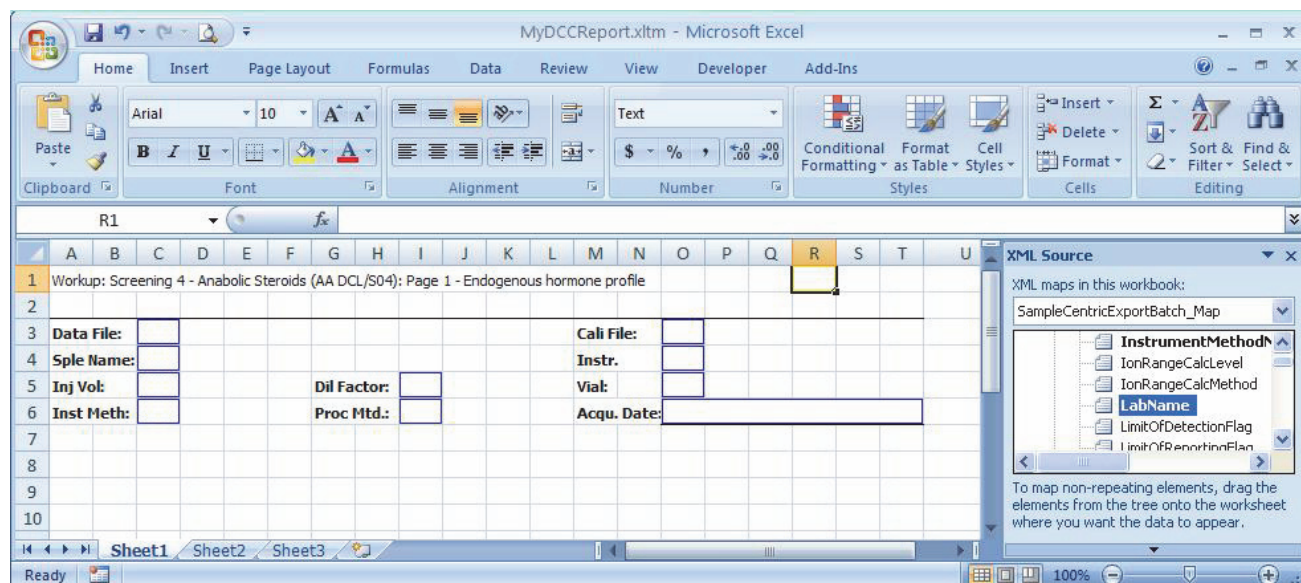 MyDCCReport.xltm - Microsoft Excel
Home Insert Page Layout Formulas Data Review View Developer Add-Ins
Arial 10 A A Text Insert Σ
Paste B I U A $ % , .0 .00 .00 .0 Conditional Formatting Format as Table Cell Styles Delete Sort & Filter Find & Select
Format
Clipboard Font Alignment Number Styles Cells Editing
R1 fx
A B C D E F G H I J K L M N O P Q R S T U
1 Workup: Screening 4 - Anabolic Steroids (AA DCL/S04): Page 1 - Endogenous hormone profile
2
3 Data File: Cali File:
4 Sple Name: Instr.
5 Inj Vol: Dil Factor: Vial:
6 Inst Meth: Proc Mtd.: Acqu. Date:
7
8
9
10
Sheet1 Sheet2 Sheet3
Ready 100%
XML Source
XML maps in this workbook:
SampleCentricExportBatch_Map
InstrumentMethodN
IonRangeCalcLevel
IonRangeCalcMethod
LabName
LimitOfDetectionFlag
LimitOfReportingFlag
To map non-repeating elements, drag the
elements from the tree onto the worksheet
where you want the data to appear.